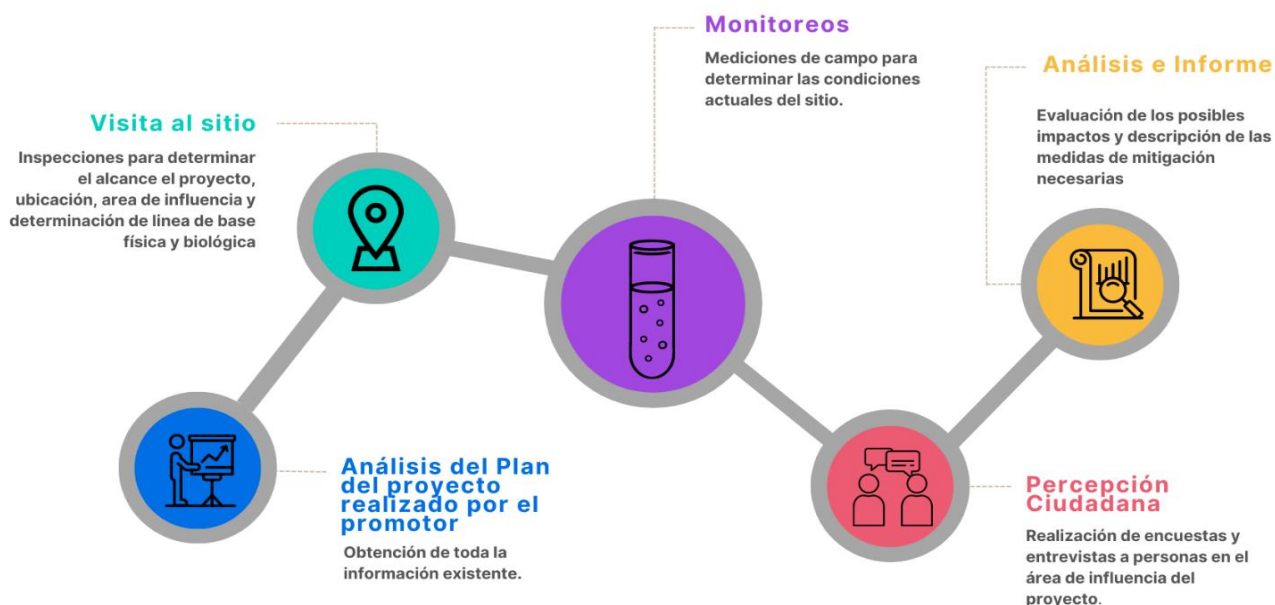 Monitoreos
Mediciones de campo para
determinar las condiciones
actuales del sitio.
Análisis e Informe
Evaluación de los posibles
impactos y descripción de las
medidas de mitigación
necesarias
Visita al sitio
Inspecciones para determinar
el alcance el proyecto,
ubicación, area de influencia y
determinación de linea de base
física y biológica
Análisis del Plan
del proyecto
realizado por el
promotor
Obtención de toda la
información existente.
Percepción
Ciudadana
Realización de encuestas y
entrevistas a personas en el
área de influencia del
proyecto.